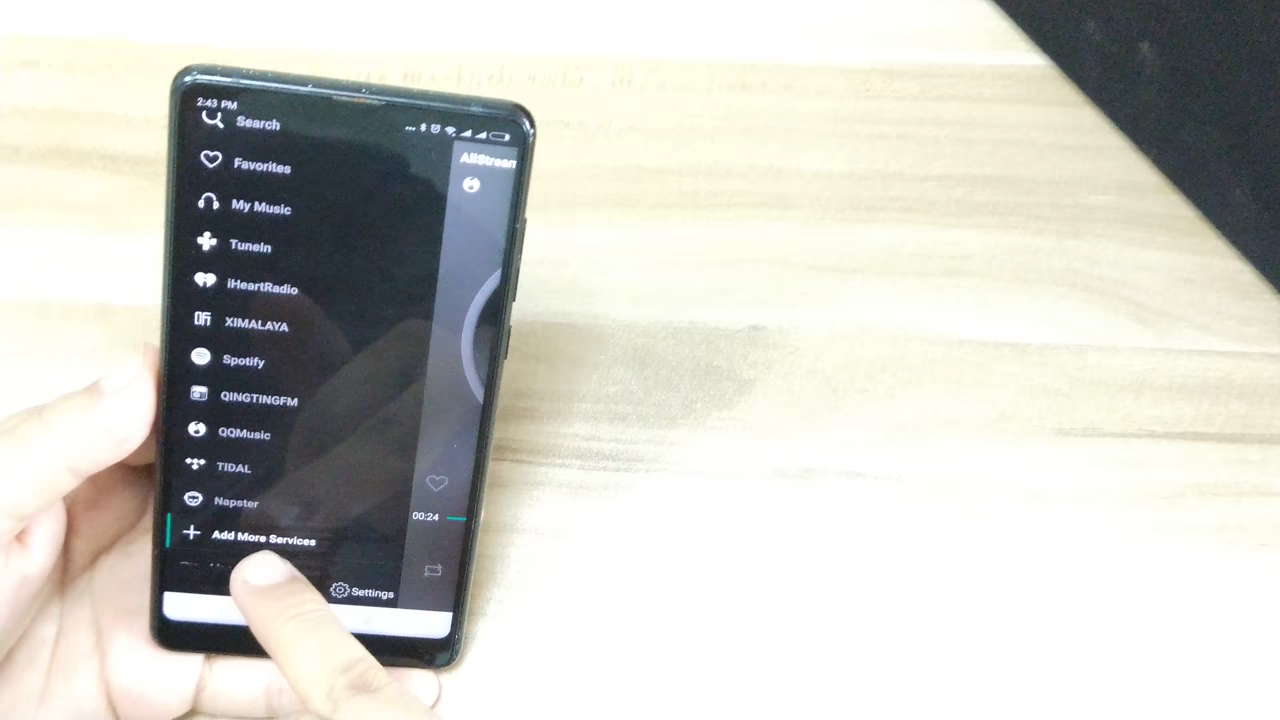 2:43 PM
Search
AllStream
Favorites
My Music
TuneIn
iHeartRadio
XIMALAYA
Spotify
QINGTINGFM
QQMusic
TIDAL
Napster
00:24
Add More Services
Settings